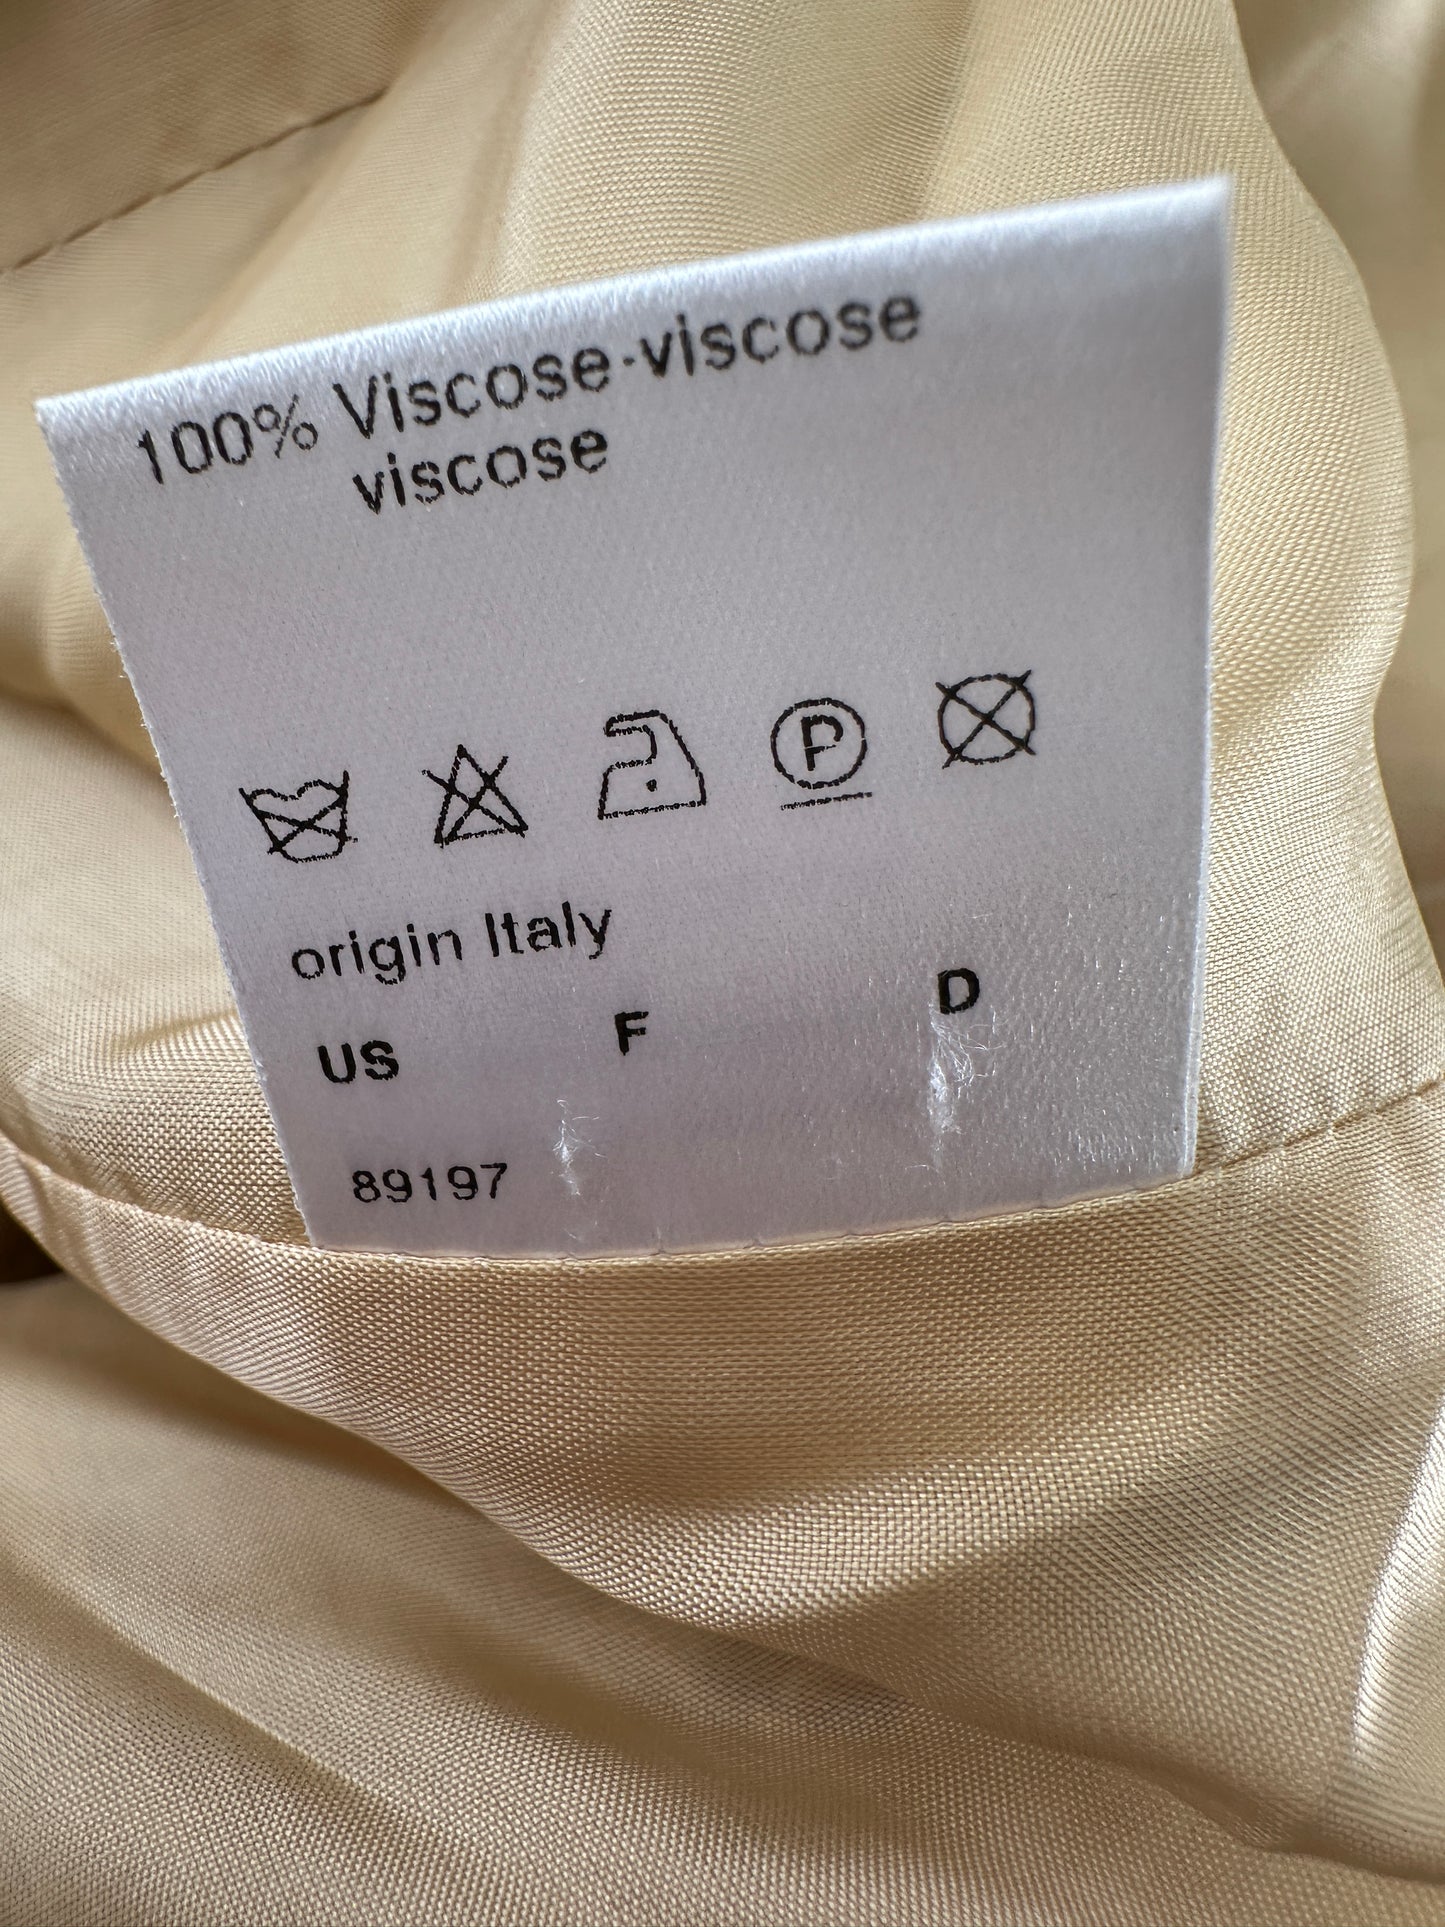 100% Viscose-viscose
viscose
P
origin Italy
US F D
89197